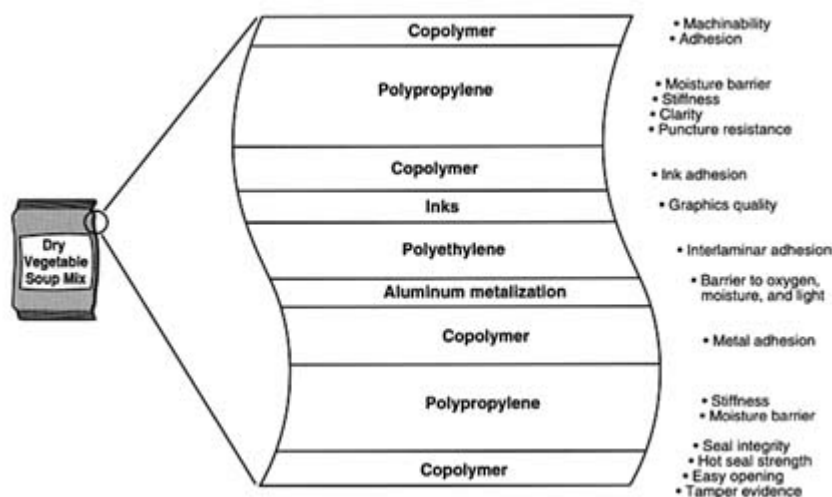 Copolymer
• Machinability
• Adhesion
Polypropylene
• Moisture barrier
• Stiffness
• Clarity
• Puncture resistance
Copolymer
• Ink adhesion
Inks
• Graphics quality
Dry
Vegetable
Soup Mix
Polyethylene
• Interlaminar adhesion
Aluminum metalization
• Barrier to oxygen,
moisture, and light
Copolymer
• Metal adhesion
Polypropylene
• Stiffness
• Moisture barrier
Copolymer
• Seal integrity
• Hot seal strength
• Easy opening
• Tamper evidence